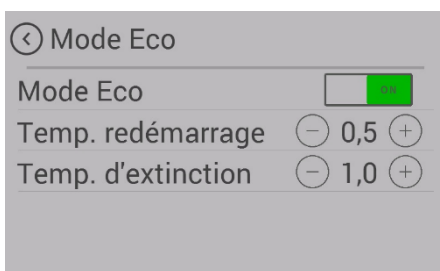 Mode Eco
Mode Eco ON
Temp. redémarrage - 0,5 +
Temp. d'extinction - 1,0 +